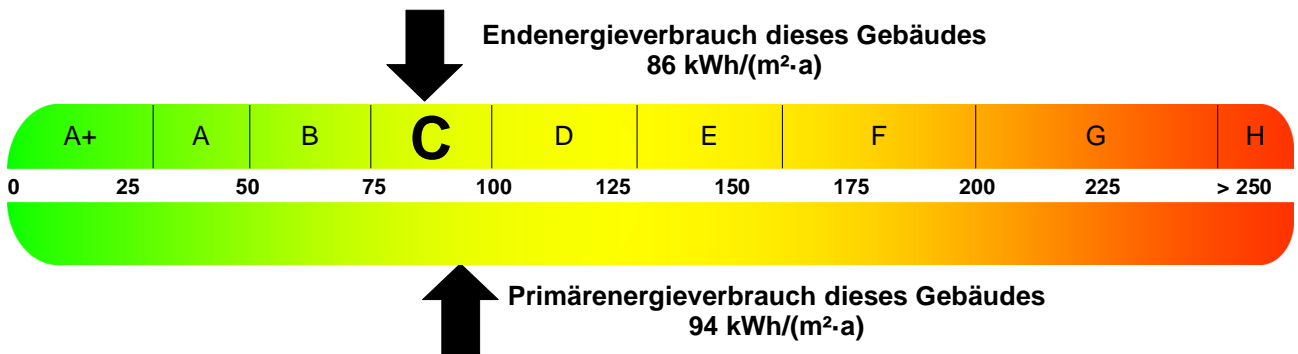 Endenergieverbrauch dieses Gebäudes
86 kWh/(m²·a)
A+ A B C D E F G H
0 25 50 75 100 125 150 175 200 225 > 250
Primärenergieverbrauch dieses Gebäudes
94 kWh/(m²·a)